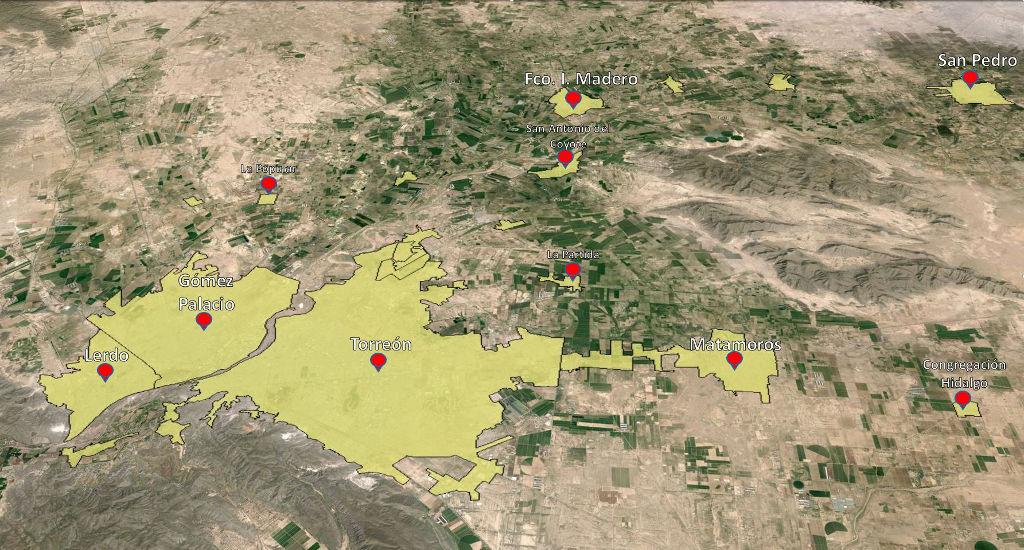 San Pedro
Fco. I. Madero
San Antonio del
Coyote
La Popular
La Partida
Gómez
Palacio
Torreón
Matamoros
Lerdo
Congregación
Hidalgo